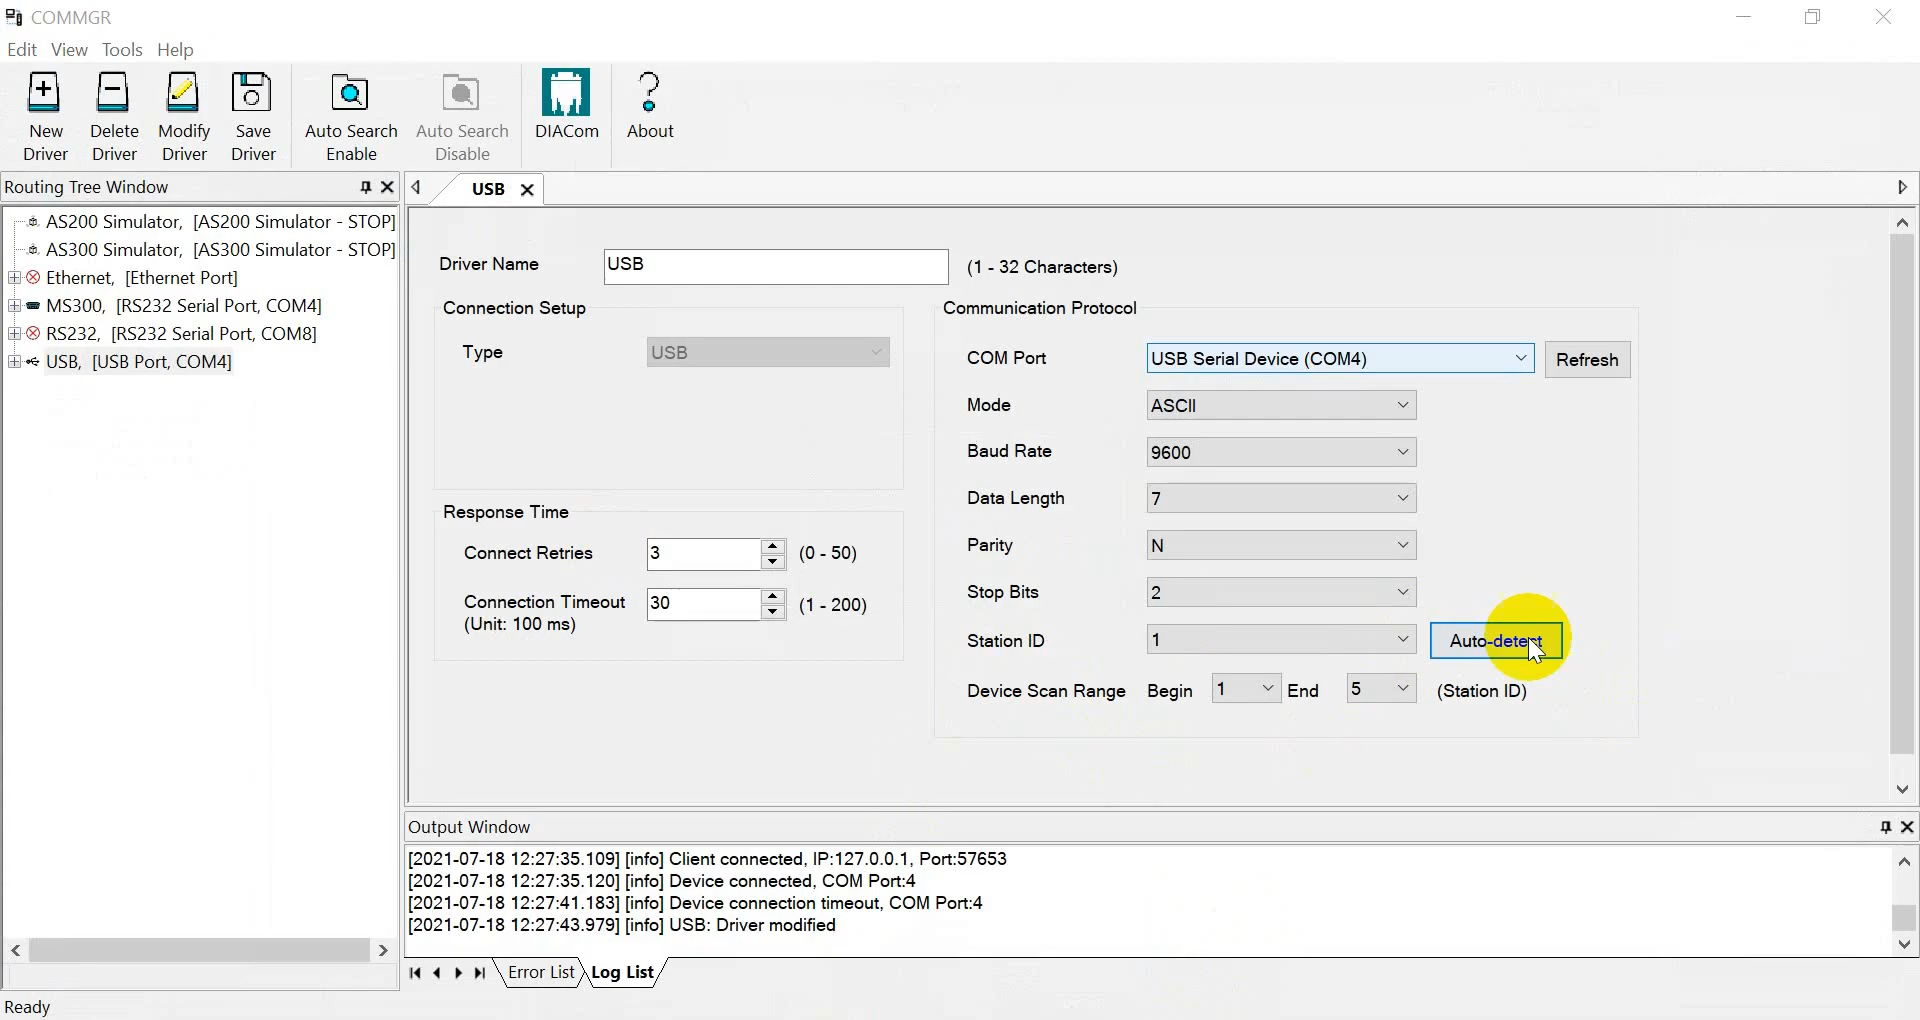 COMMGR
Edit View Tools Help
New Driver
Delete Driver
Modify Driver
Save Driver
Auto Search Enable
Auto Search Disable
DIACom
About
Routing Tree Window
AS200 Simulator, [AS200 Simulator - STOP]
AS300 Simulator, [AS300 Simulator - STOP]
Ethernet, [Ethernet Port]
MS300, [RS232 Serial Port, COM4]
RS232, [RS232 Serial Port, COM8]
USB, [USB Port, COM4]
USB
Driver Name USB (1 - 32 Characters)
Connection Setup
Type USB
Response Time
Connect Retries 3 (0 - 50)
Connection Timeout 30 (1 - 200)
(Unit: 100 ms)
Communication Protocol
COM Port USB Serial Device (COM4) Refresh
Mode ASCII
Baud Rate 9600
Data Length 7
Parity N
Stop Bits 2
Station ID 1 Auto-detect
Device Scan Range Begin 1 End 5 (Station ID)
Output Window
[2021-07-18 12:27:35.109] [info] Client connected, IP:127.0.0.1, Port:57653
[2021-07-18 12:27:35.120] [info] Device connected, COM Port:4
[2021-07-18 12:27:41.183] [info] Device connection timeout, COM Port:4
[2021-07-18 12:27:43.979] [info] USB: Driver modified
Error List Log List
Ready